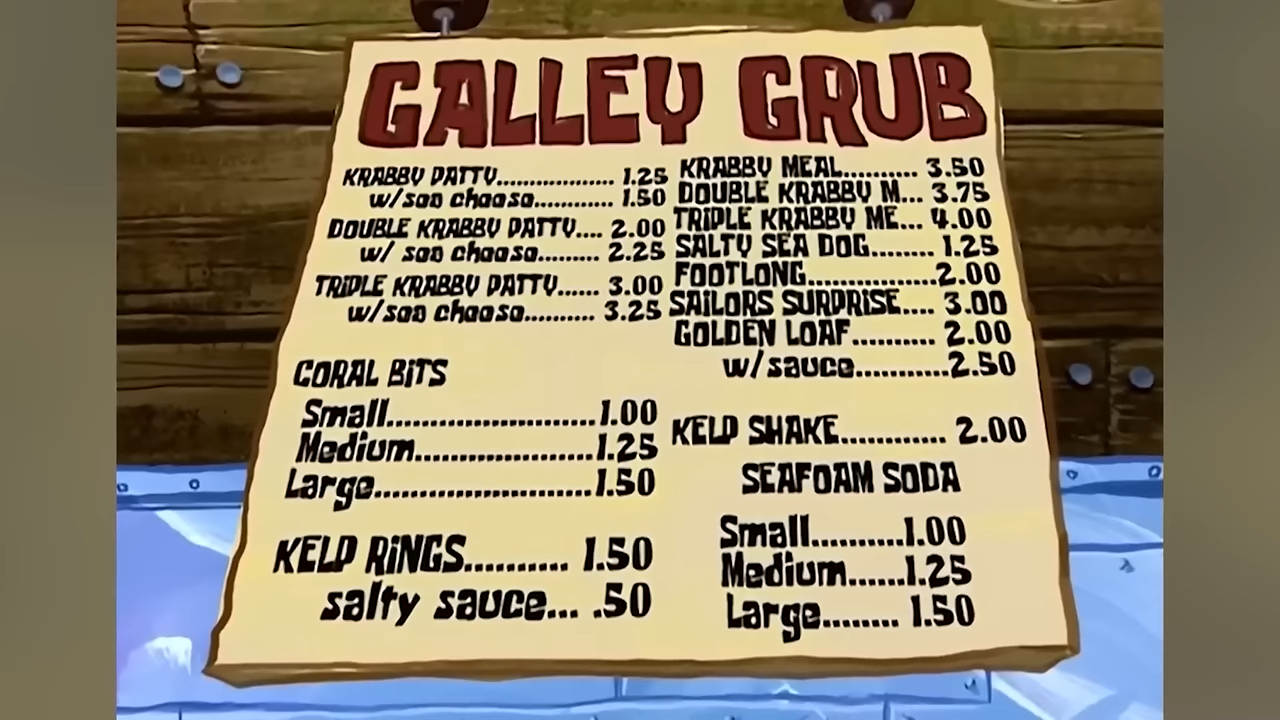 GALLEY GRUB
KRABBY PATTY.................. 1.25
w/sea cheese............ 1.50
DOUBLE KRABBY PATTY.... 2.00
w/ sea cheese......... 2.25
TRIPLE KRABBY PATTY...... 3.00
w/sea cheese.......... 3.25
CORAL BiTS
Small..............................1.00
Medium..........................1.25
Large...............................1.50
KELP RiNGS.......... 1.50
salty sauce... .50
KRABBY MEAL.......... 3.50
DOUBLE KRABBY M... 3.75
TRIPLE KRABBY ME... 4.00
SALTY SEA DOG........ 1.25
FOOTLONG................2.00
SAILORS SURPRISE.... 3.00
GOLDEN LOAF........... 2.00
w/sauce............2.50
KELP SHAKE............ 2.00
SEAFOAM SODA
Small..........1.00
Medium......1.25
Large........ 1.50